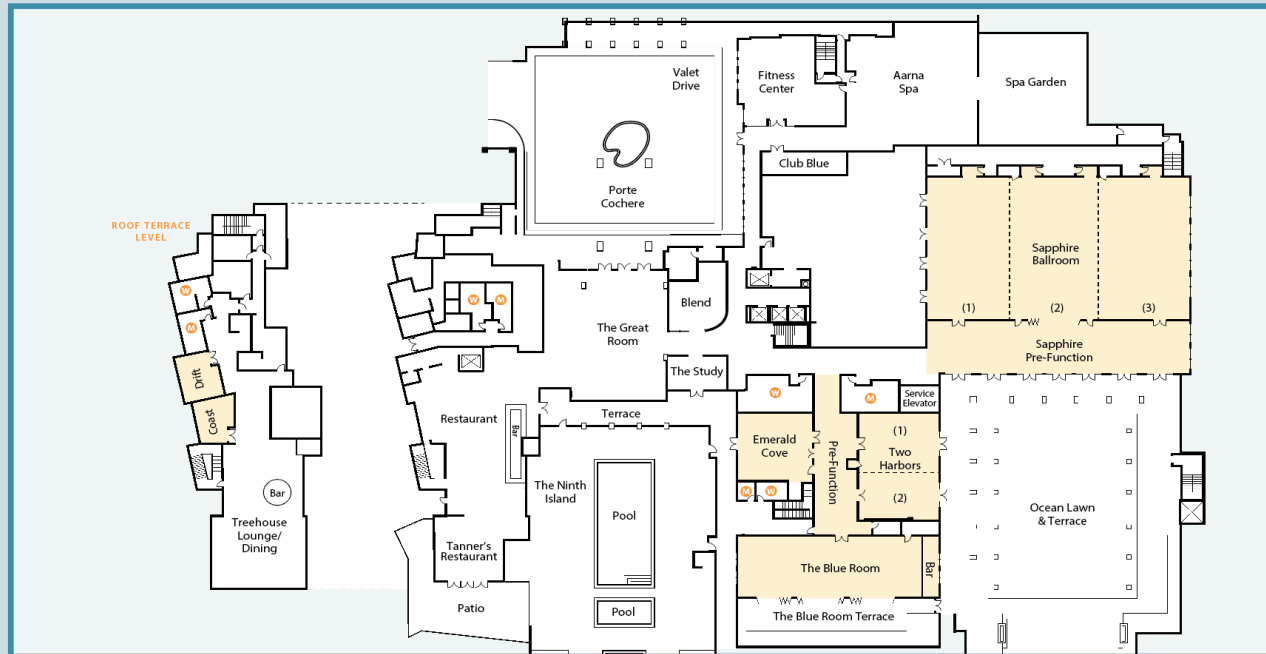 Valet
Drive
Fitness
Center
Aarna
Spa
Spa Garden
Club Blue
Porte
Cochere
ROOF TERRACE
LEVEL
W
M
Drift
Coast
Bar
Treehouse
Lounge/
Dining
W
M
Blend
The Great
Room
The Study
Restaurant
Bar
Terrace
Sapphire
Ballroom
(1)
(2)
(3)
Sapphire
Pre-Function
W
M
Service
Elevator
Emerald
Cove
Pre-Function
(1)
Two
Harbors
(2)
M
W
The Ninth
Island
Pool
Pool
Tanner's
Restaurant
Patio
The Blue Room
Bar
The Blue Room Terrace
Ocean Lawn
& Terrace